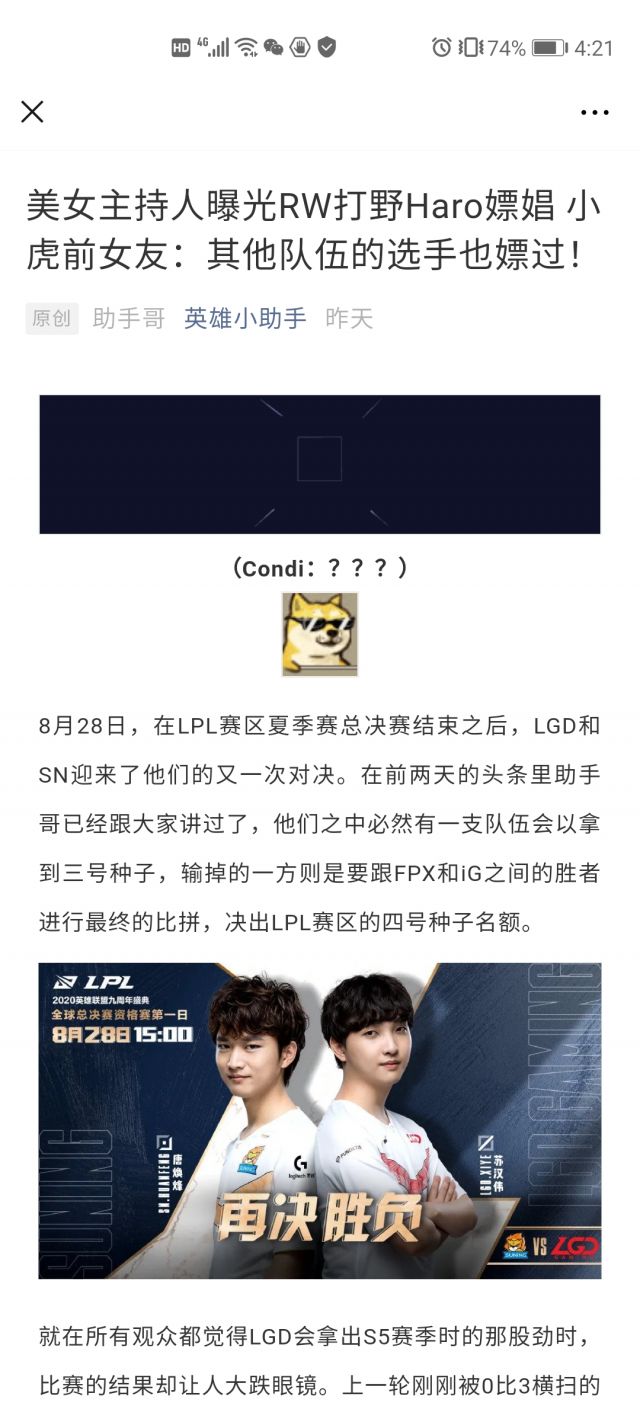 HD 4G 74% 4:21
美女主持人曝光RW打野Haro嫖娼 小
虎前女友：其他队伍的选手也嫖过！
原创 助手哥 英雄小助手 昨天
（Condi：？？？）
8月28日，在LPL赛区夏季赛总决赛结束之后，LGD和
SN迎来了他们的又一次对决。在前两天的头条里助手
哥已经跟大家讲过了，他们之中必然有一支队伍会以拿
到三号种子，输掉的一方则是要跟FPX和iG之间的胜者
进行最终的比拼，决出LPL赛区的四号种子名额。
LPL
2020英雄联盟九周年盛典
全球总决赛资格赛第一日
8月28日 15:00
SUNING
SN.HUANFENG
唐焕烽
SUNING
logitech
LGD.XIYE
苏汉伟
LGD GAMING
再决胜负
SUNING VS LGD
GAMING
就在所有观众都觉得LGD会拿出S5赛季时的那股劲时，
比赛的结果却让人大跌眼镜。上一轮刚刚被0比3横扫的